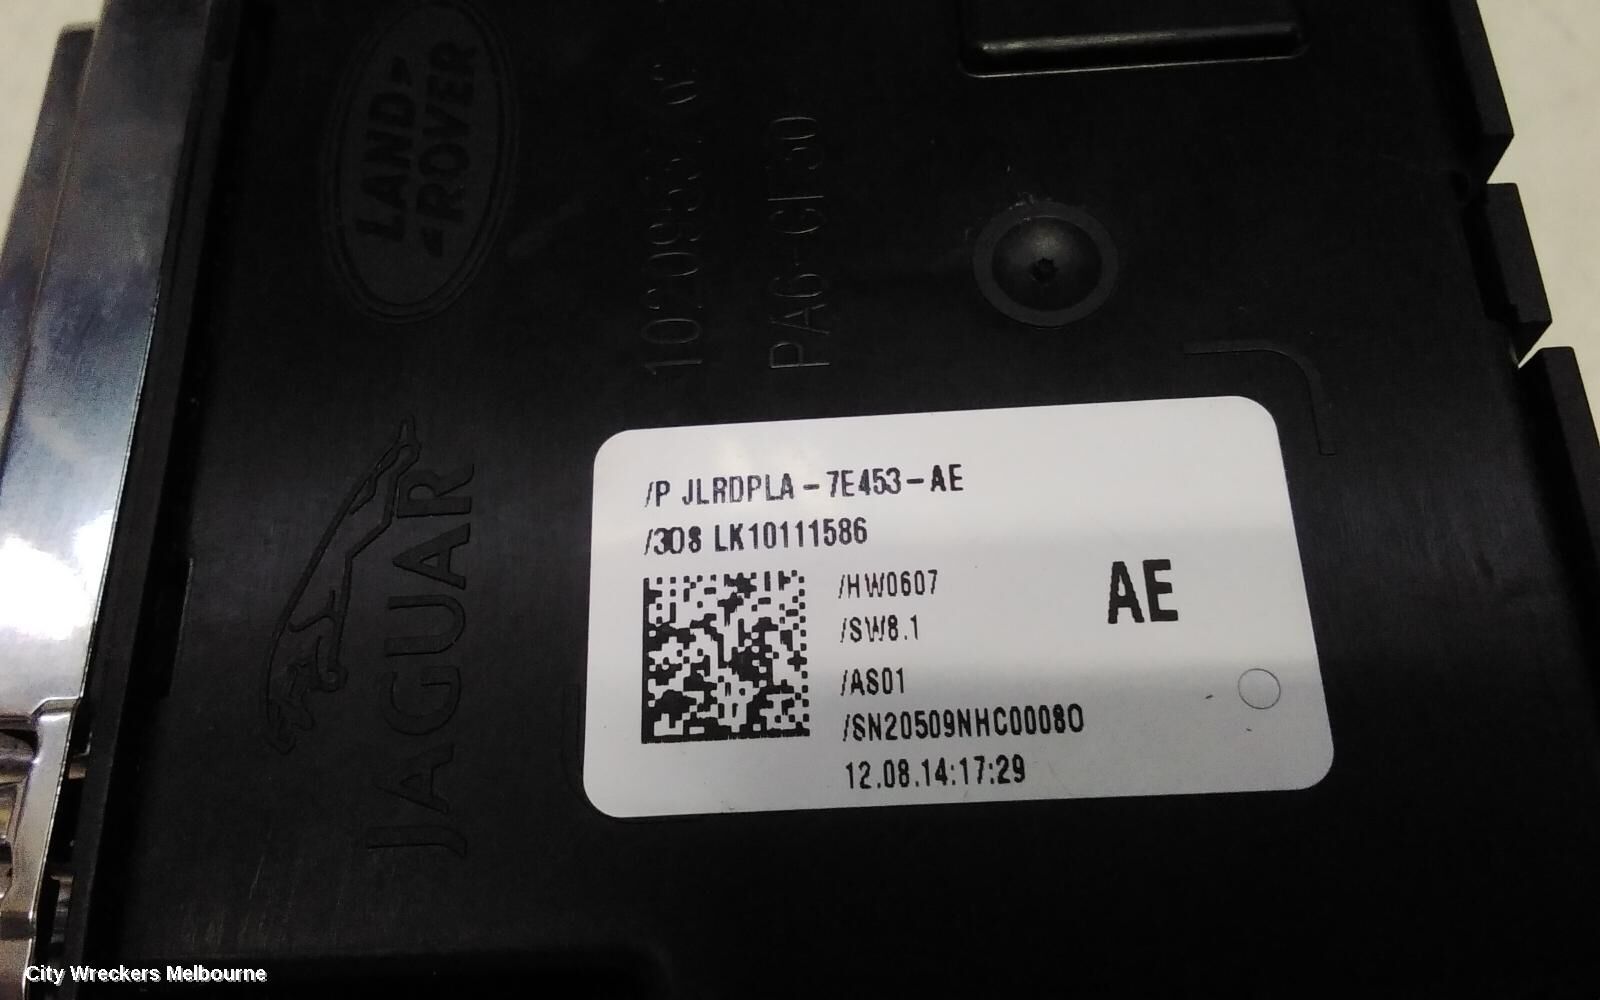 LAND
ROVER
PA6-GF30
JAGUAR
/P JLRDPLA-7E453-AE
/3OS LK10111586
/HW0607
AE
/SW8.1
/AS01
/SN20509NHC00080
12.08.14:17:29
City Wreckers Melbourne